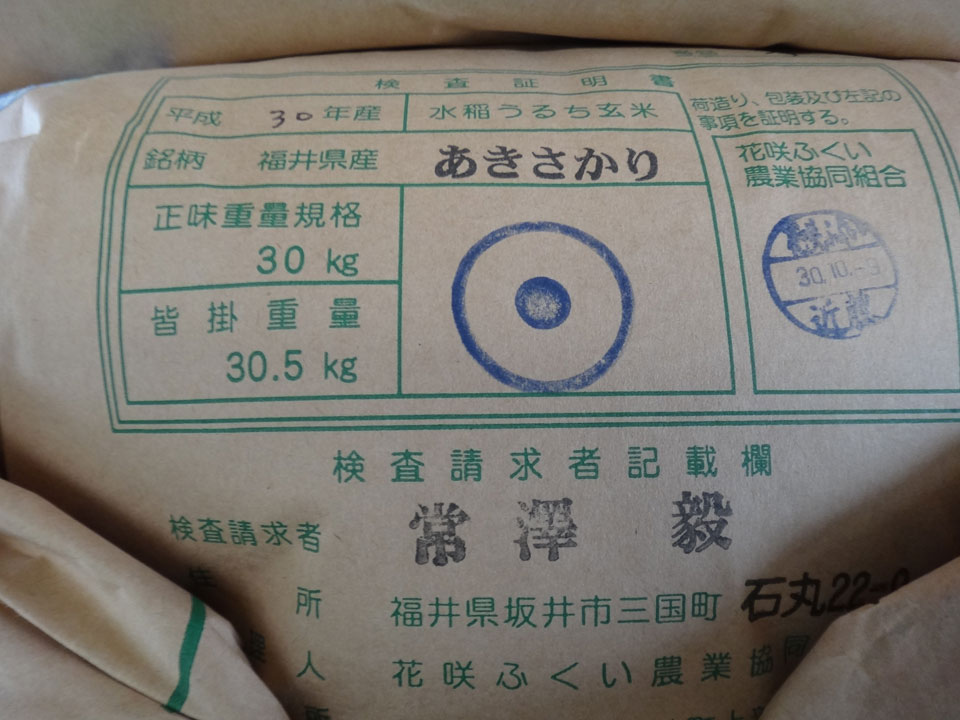 検査証明書
平成 30年産 水稲うるち玄米
銘柄 福井県産 あきさかり
正味重量規格
30 kg
皆掛重量
30.5 kg
荷造り、包装及び左記の
事項を証明する。
花咲ふくい
農業協同組合
30.10.-9
近藤
検査請求者記載欄
検査請求者 常澤 毅
住所 福井県坂井市三国町 石丸22-
人 花咲ふくい農業協同
所